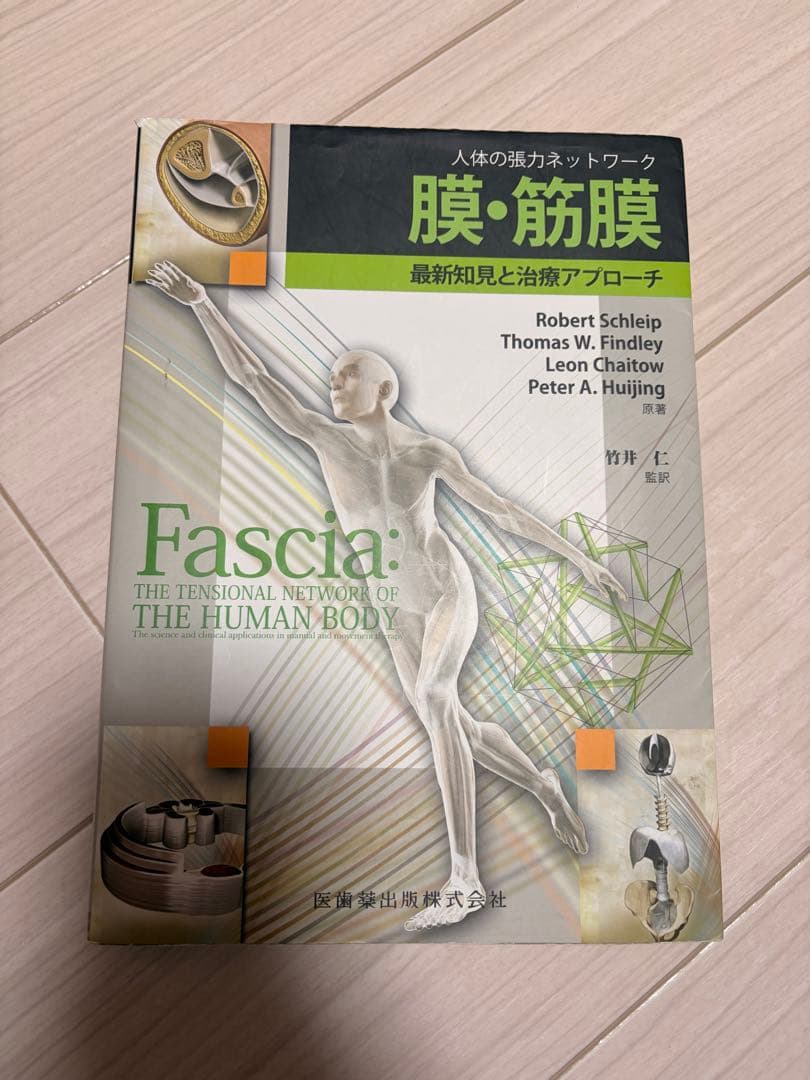 人体の張力ネットワーク
膜・筋膜
最新知見と治療アプローチ
Robert Schleip
Thomas W. Findley
Leon Chaitow
Peter A. Huijing
原著
竹井 仁
監訳
Fascia:
THE TENSIONAL NETWORK OF
THE HUMAN BODY
The science and clinical applications in manual and movement therapy
医歯薬出版株式会社